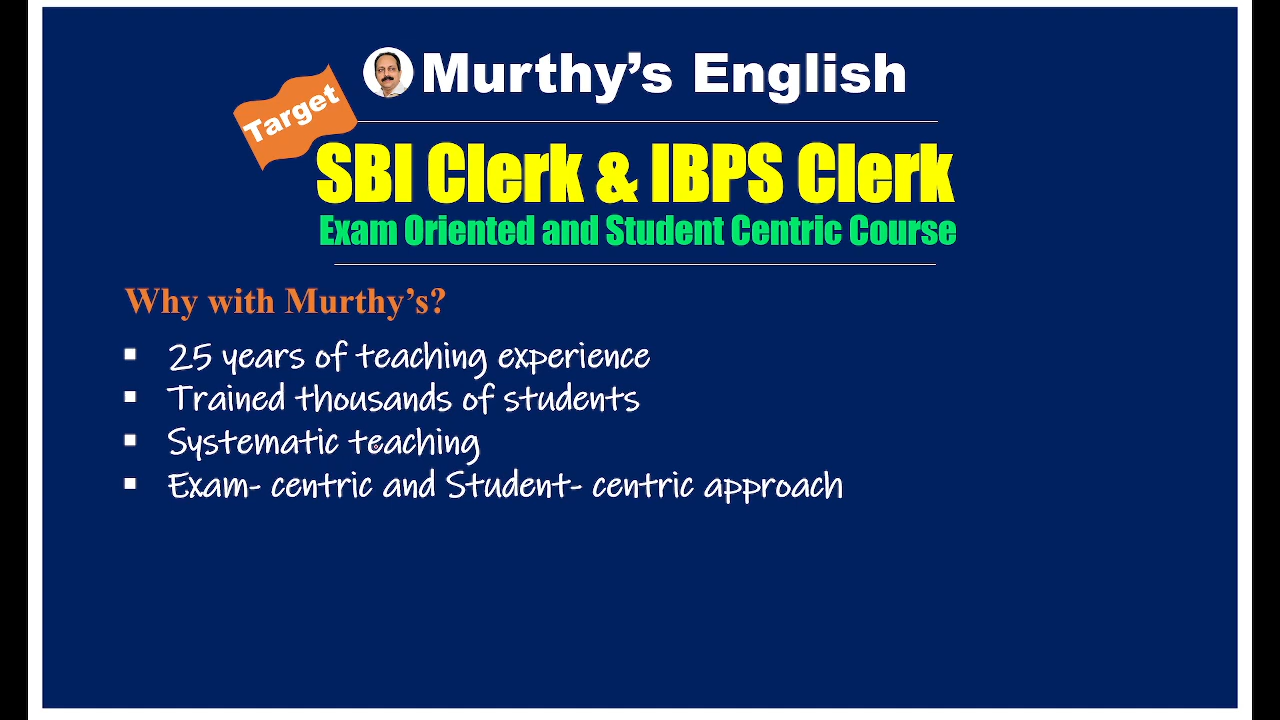 Murthy's English
Target
SBI Clerk & IBPS Clerk
Exam Oriented and Student Centric Course
Why with Murthy's?
25 years of teaching experience
Trained thousands of students
Systematic teaching
Exam- centric and Student- centric approach